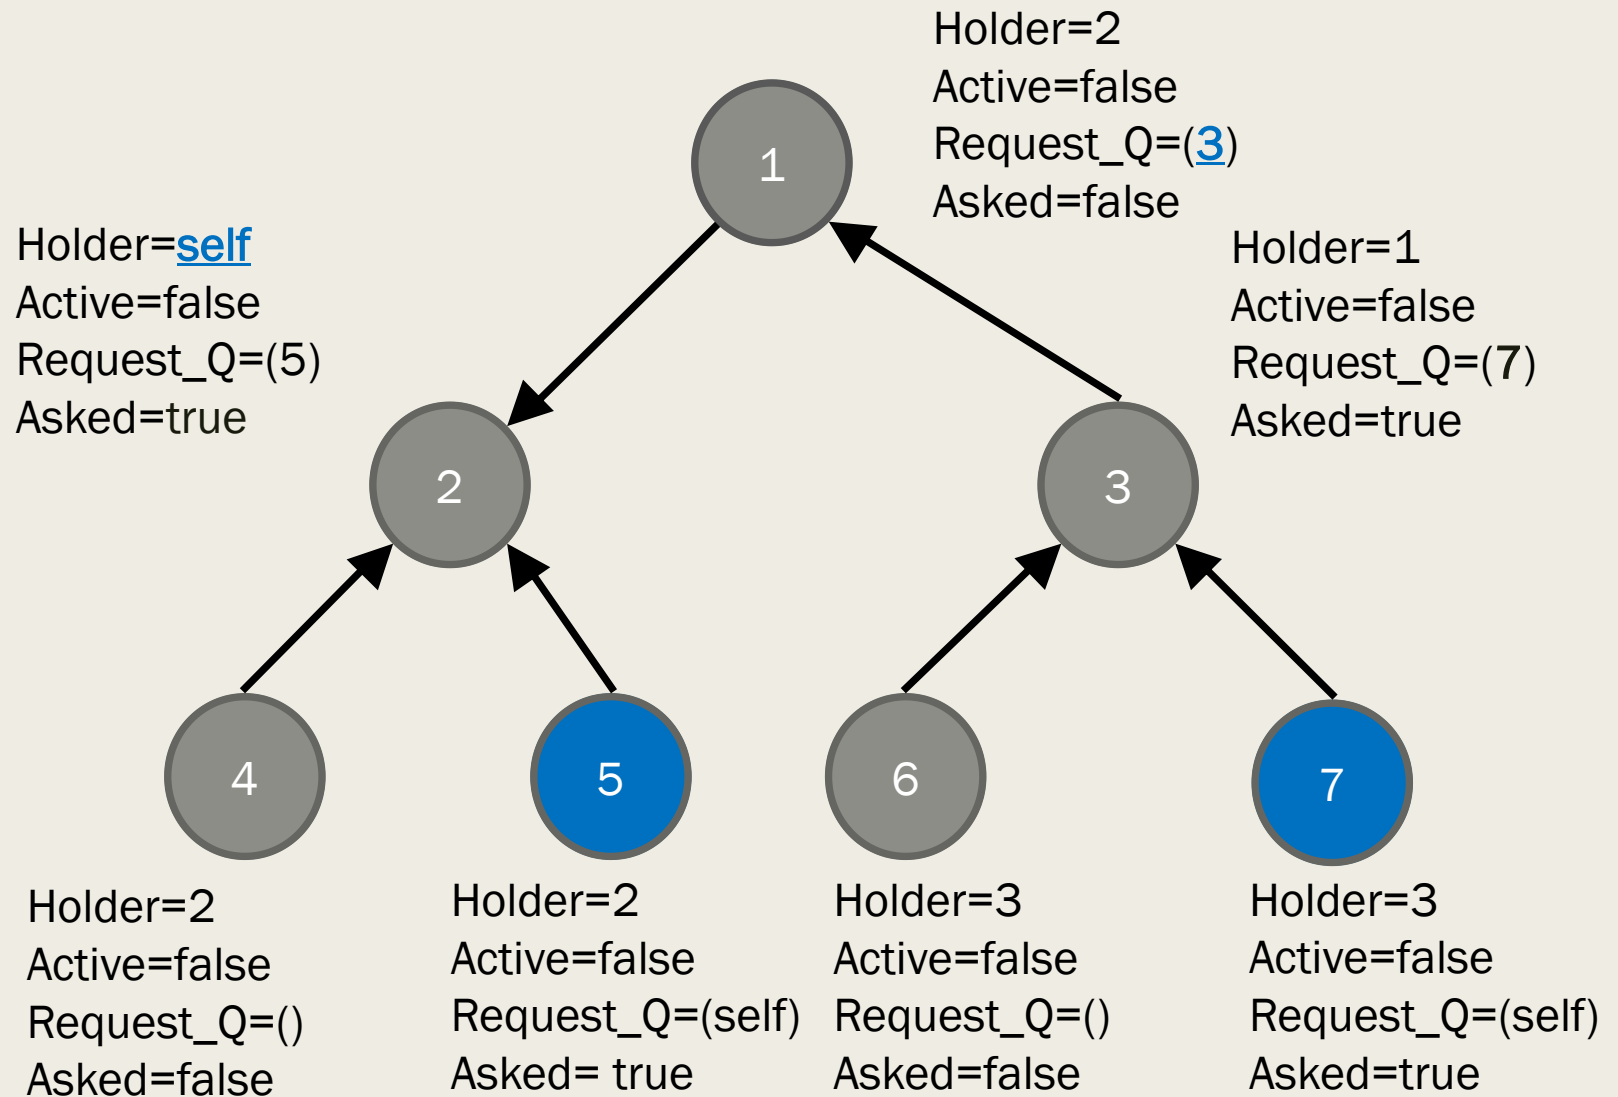 Holder=2
Active=false
Request_Q=(3)
Asked=false
1
Holder=self
Active=false
Request_Q=(5)
Asked=true
Holder=1
Active=false
Request_Q=(7)
Asked=true
2
3
4
5
6
7
Holder=2
Active=false
Request_Q=()
Asked=false
Holder=2
Active=false
Request_Q=(self)
Asked= true
Holder=3
Active=false
Request_Q=()
Asked=false
Holder=3
Active=false
Request_Q=(self)
Asked=true